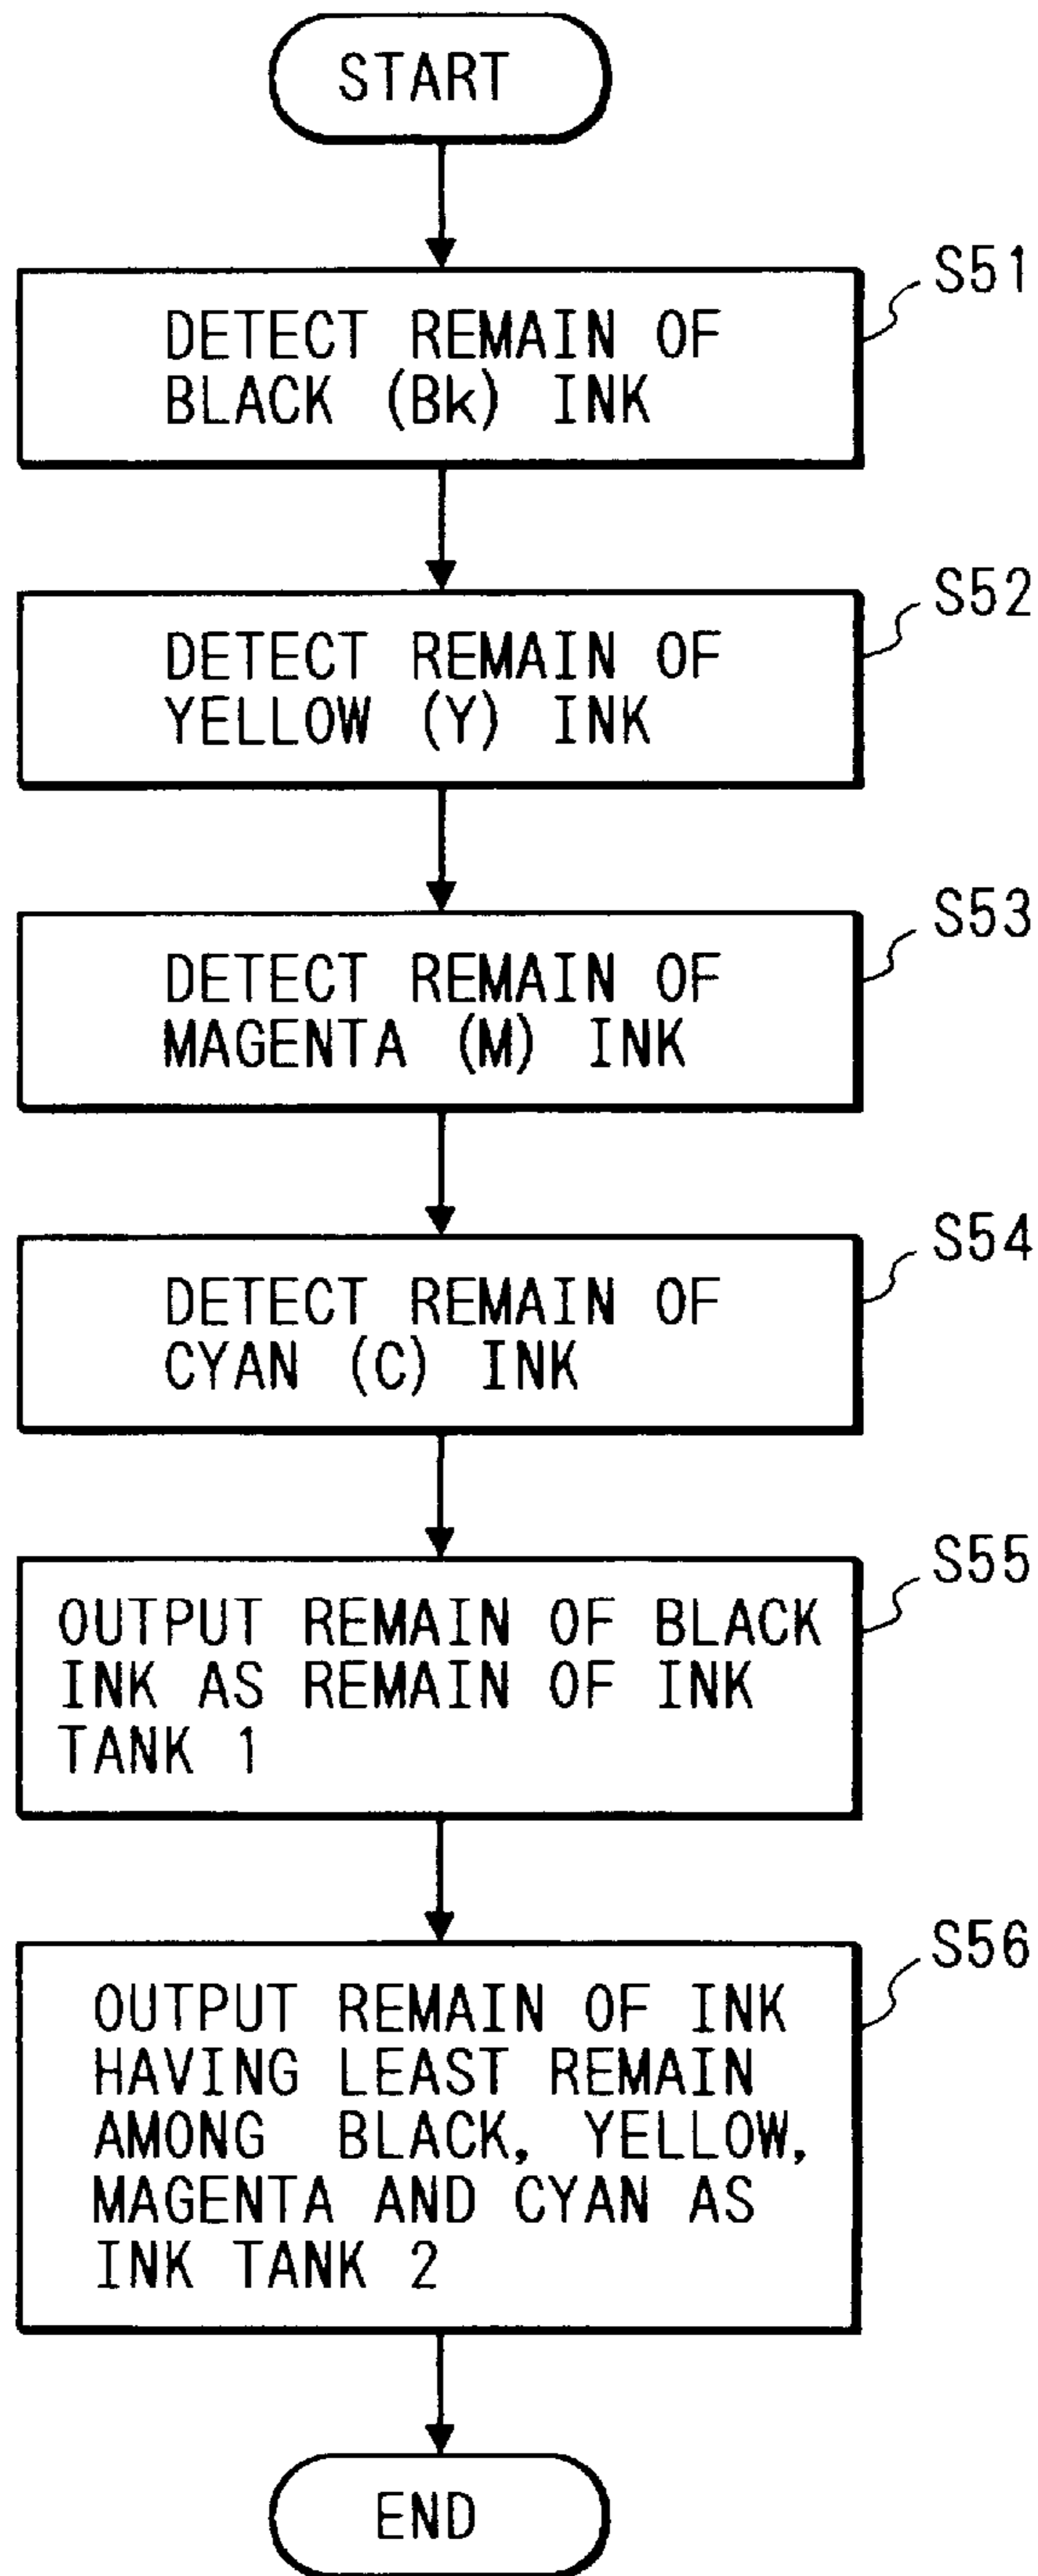 START
S51
DETECT REMAIN OF
BLACK (Bk) INK
S52
DETECT REMAIN OF
YELLOW (Y) INK
S53
DETECT REMAIN OF
MAGENTA (M) INK
S54
DETECT REMAIN OF
CYAN (C) INK
S55
OUTPUT REMAIN OF BLACK
INK AS REMAIN OF INK
TANK 1
S56
OUTPUT REMAIN OF INK
HAVING LEAST REMAIN
AMONG BLACK, YELLOW,
MAGENTA AND CYAN AS
INK TANK 2
END